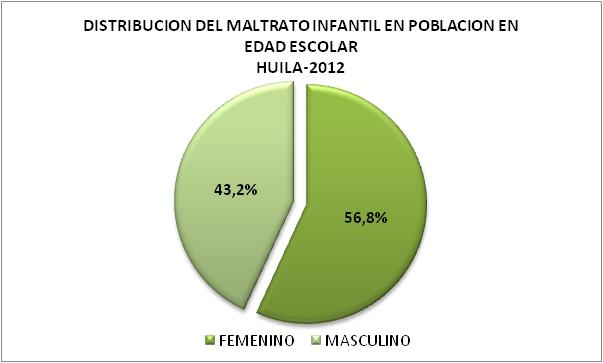 DISTRIBUCION DEL MALTRATO INFANTIL EN POBLACION EN
EDAD ESCOLAR
HUILA-2012
43,2%
56,8%
FEMENINO
MASCULINO